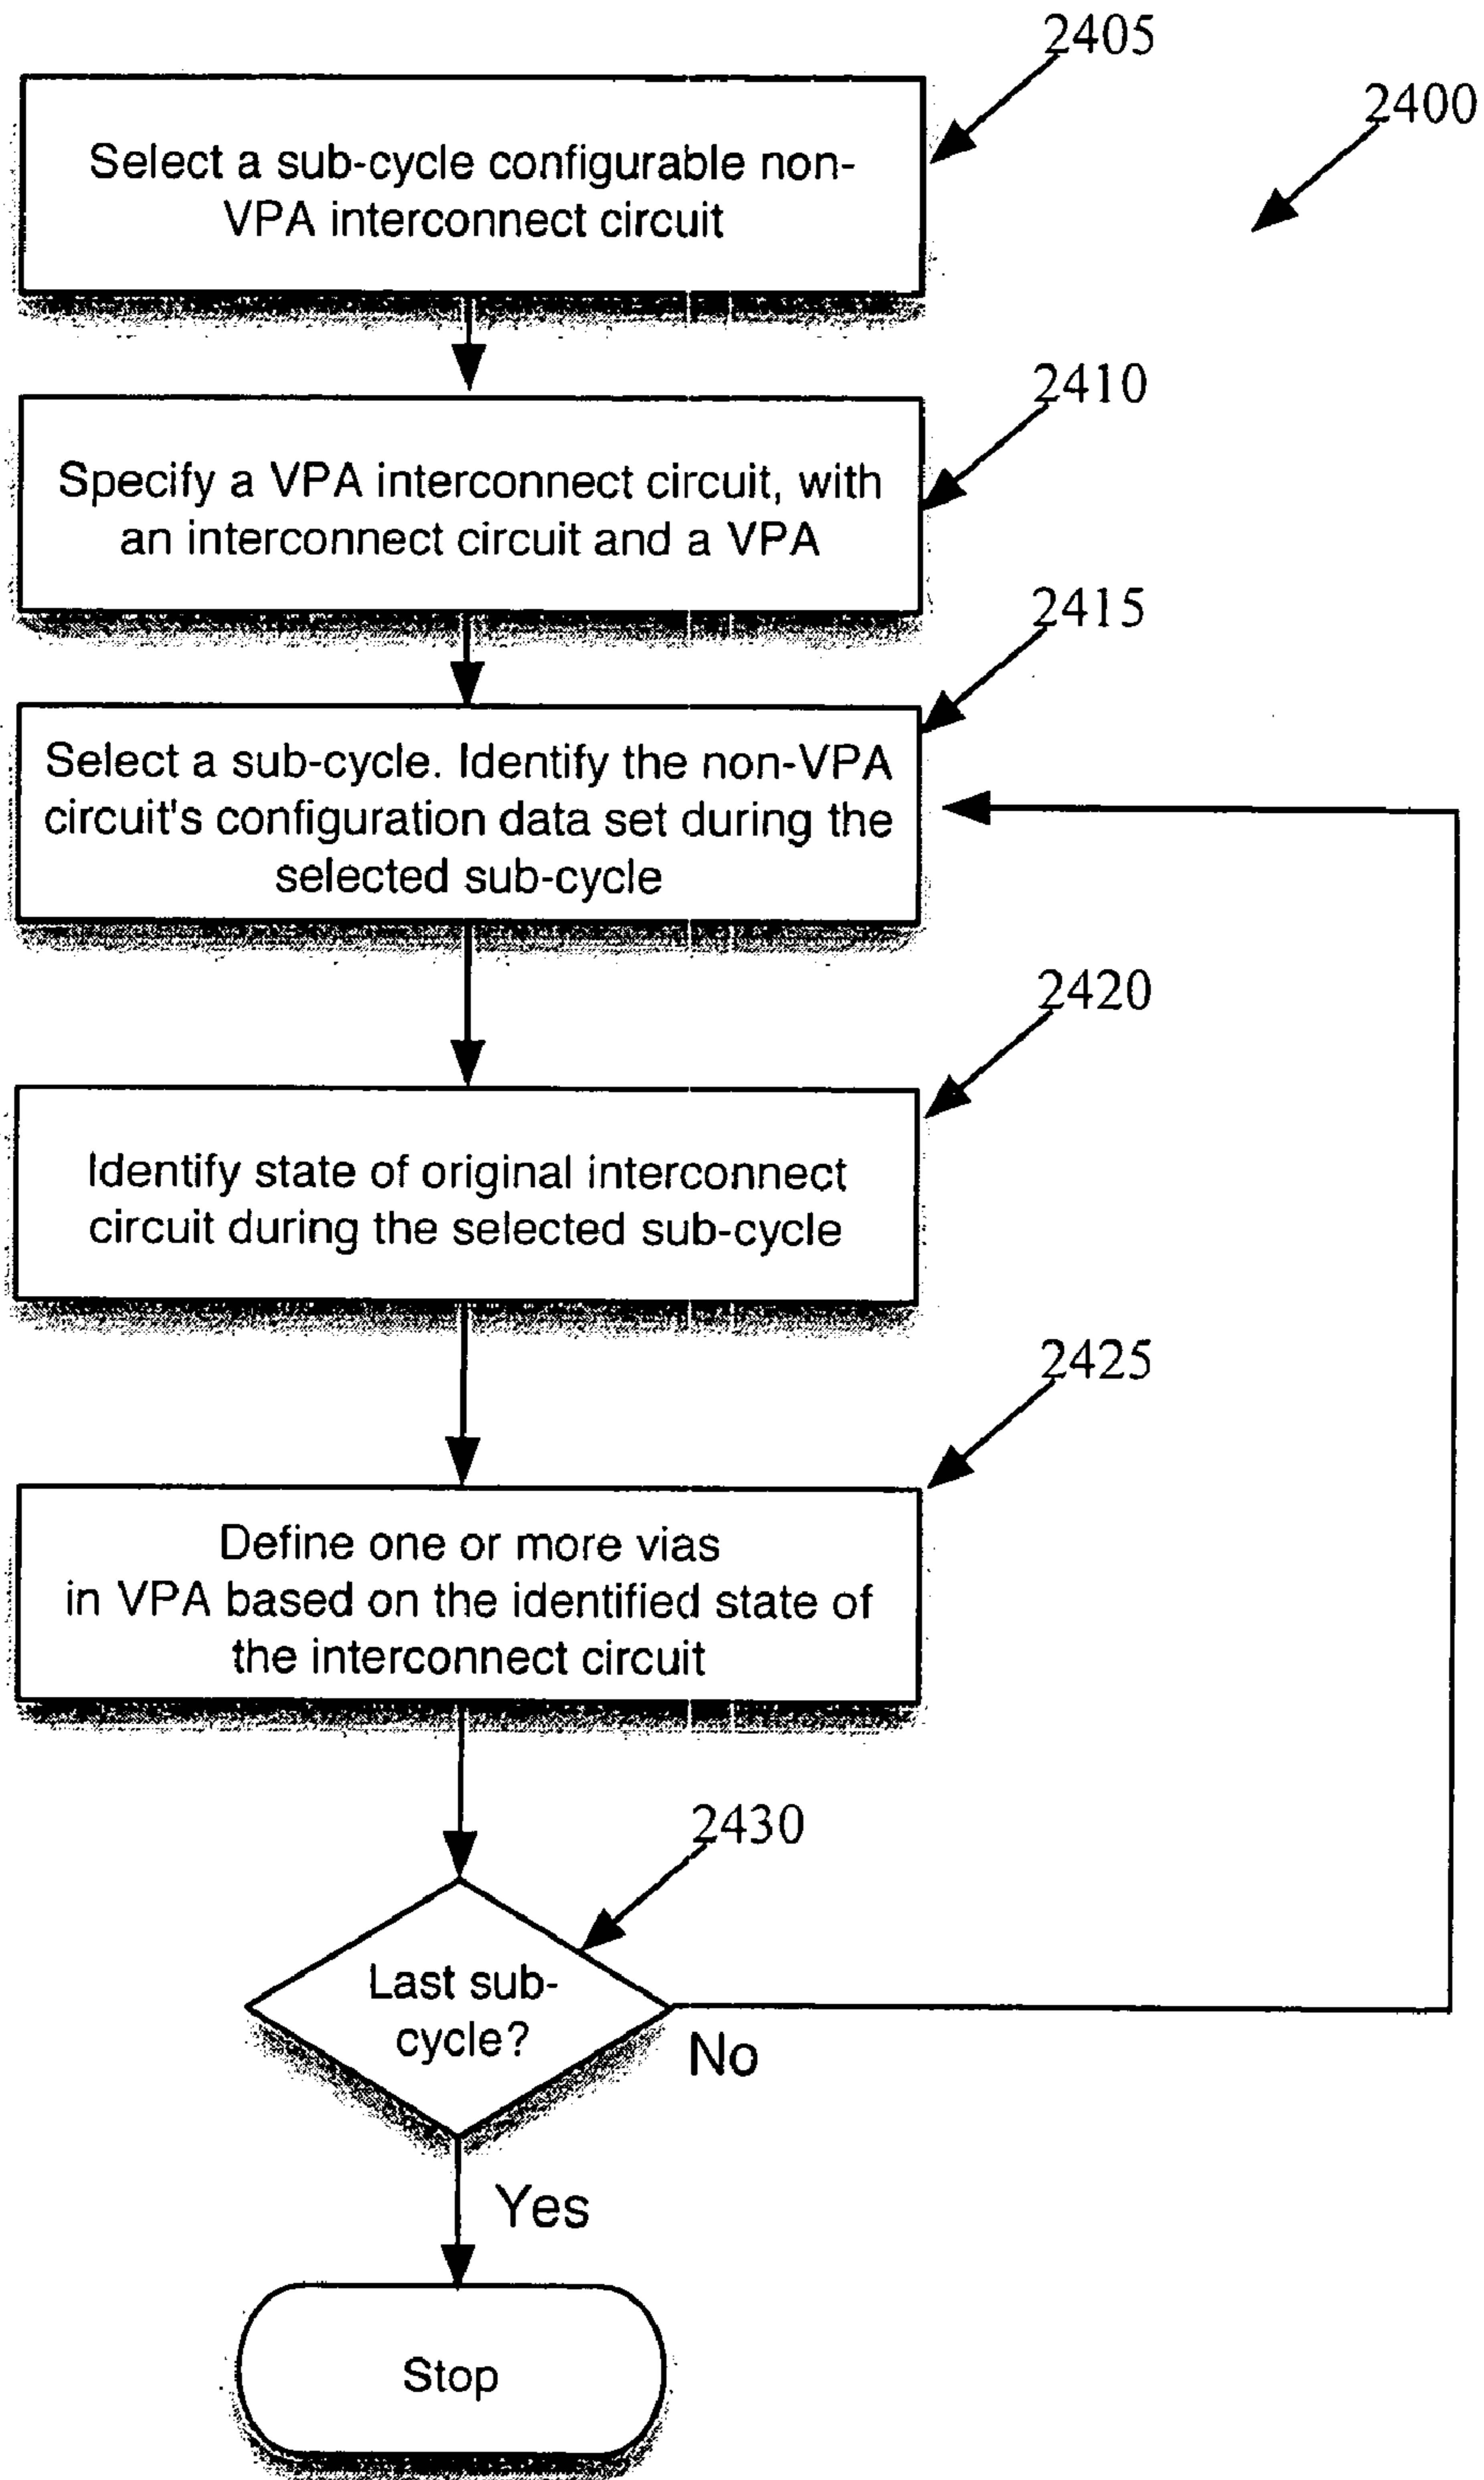 2405
2400
Select a sub-cycle configurable non-
VPA interconnect circuit
2410
Specify a VPA interconnect circuit, with
an interconnect circuit and a VPA
2415
Select a sub-cycle. Identify the non-VPA
circuit's configuration data set during the
selected sub-cycle
2420
Identify state of original interconnect
circuit during the selected sub-cycle
2425
Define one or more vias
in VPA based on the identified state of
the interconnect circuit
2430
Last sub-
cycle?
No
Yes
Stop